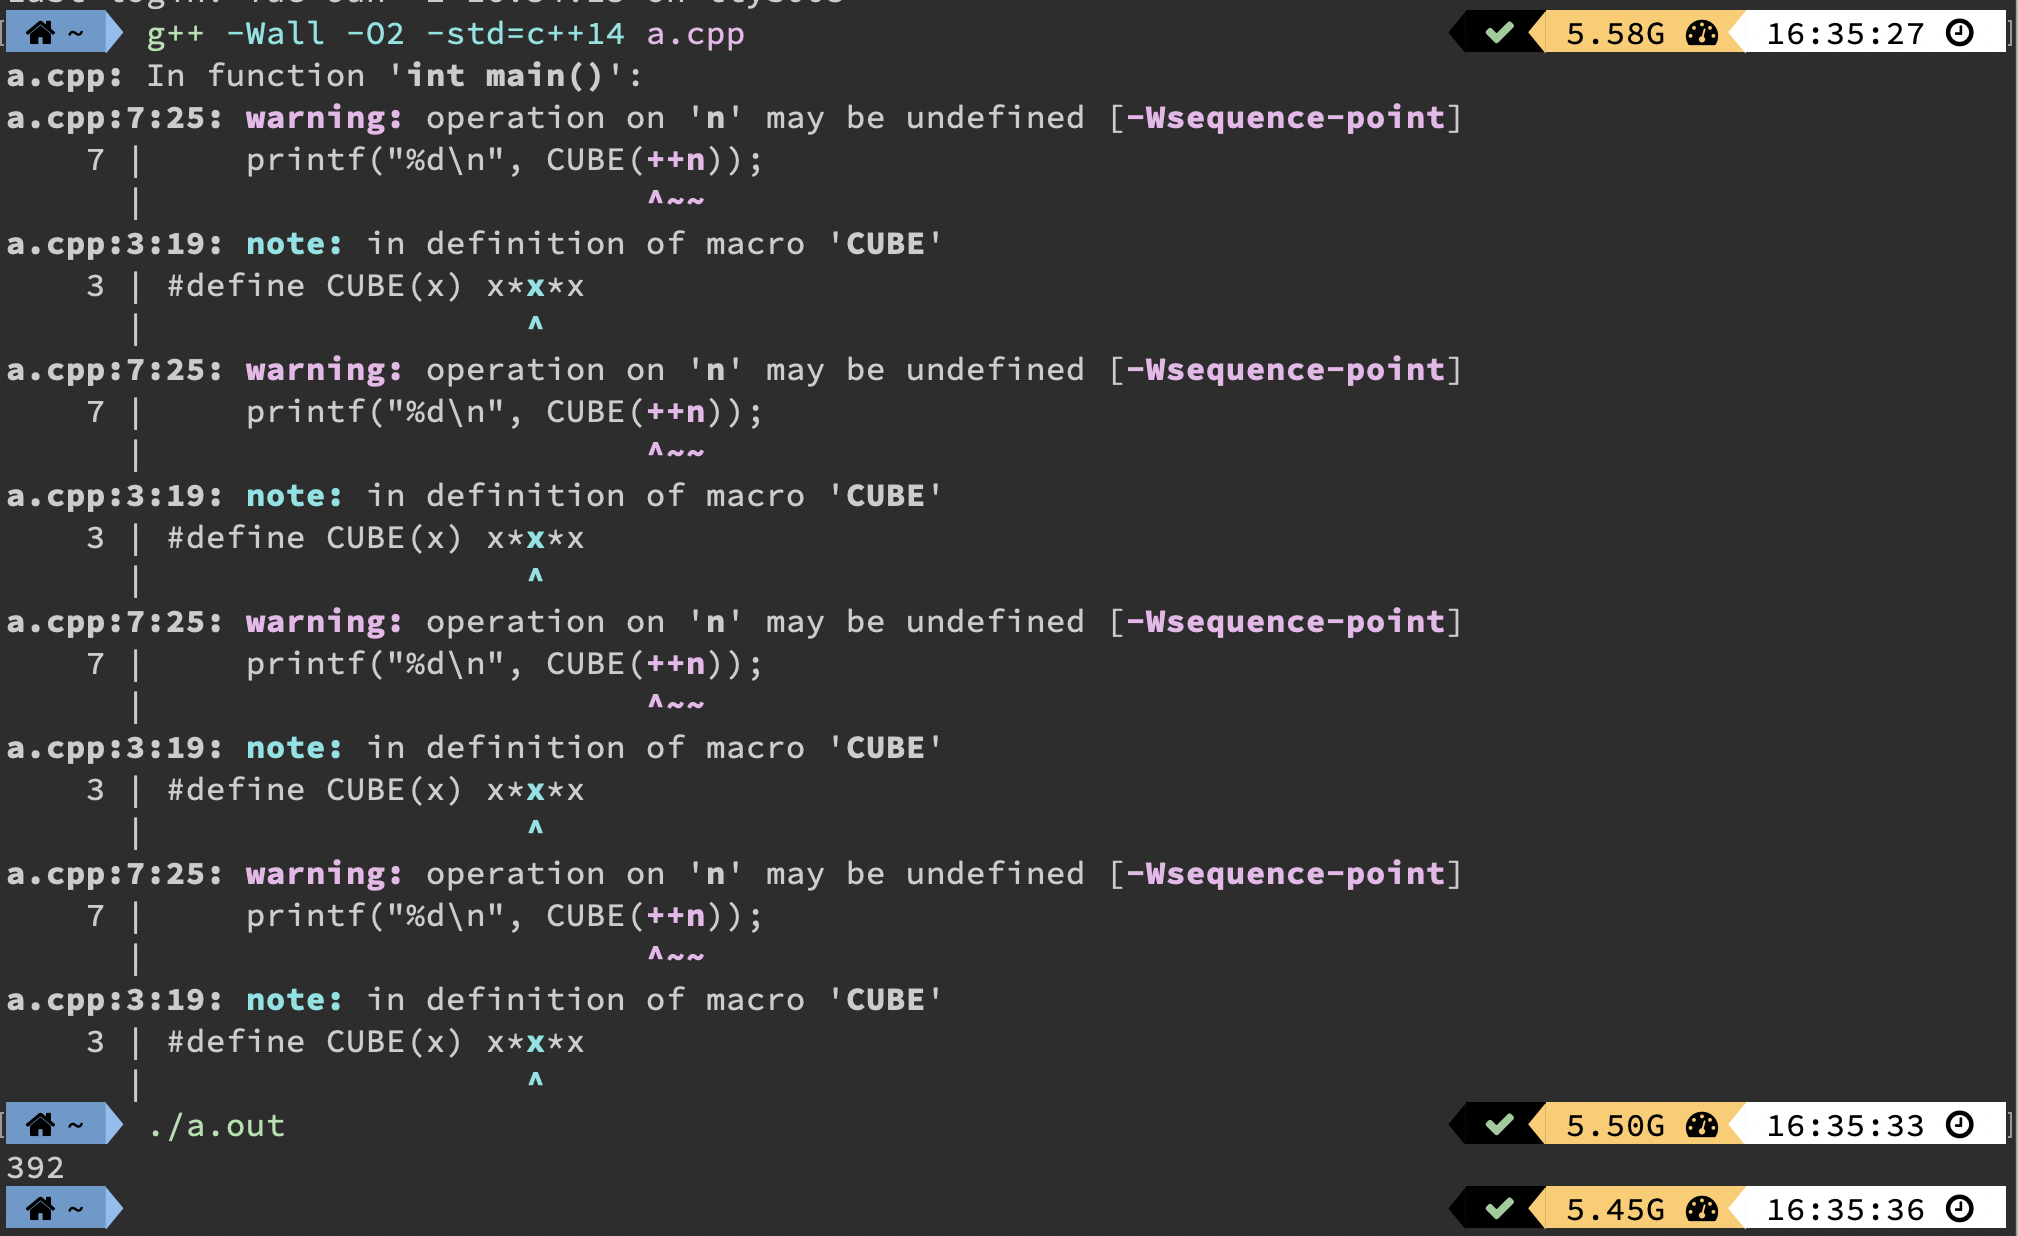 ~ g++ -Wall -O2 -std=c++14 a.cpp 5.58G 16:35:27
a.cpp: In function 'int main()':
a.cpp:7:25: warning: operation on 'n' may be undefined [-Wsequence-point]
7 | printf("%d\n", CUBE(++n));
| ^~~
a.cpp:3:19: note: in definition of macro 'CUBE'
3 | #define CUBE(x) x*x*x
| ^
a.cpp:7:25: warning: operation on 'n' may be undefined [-Wsequence-point]
7 | printf("%d\n", CUBE(++n));
| ^~~
a.cpp:3:19: note: in definition of macro 'CUBE'
3 | #define CUBE(x) x*x*x
| ^
a.cpp:7:25: warning: operation on 'n' may be undefined [-Wsequence-point]
7 | printf("%d\n", CUBE(++n));
| ^~~
a.cpp:3:19: note: in definition of macro 'CUBE'
3 | #define CUBE(x) x*x*x
| ^
a.cpp:7:25: warning: operation on 'n' may be undefined [-Wsequence-point]
7 | printf("%d\n", CUBE(++n));
| ^~~
a.cpp:3:19: note: in definition of macro 'CUBE'
3 | #define CUBE(x) x*x*x
| ^
~ ./a.out 5.50G 16:35:33
392
~ 5.45G 16:35:36